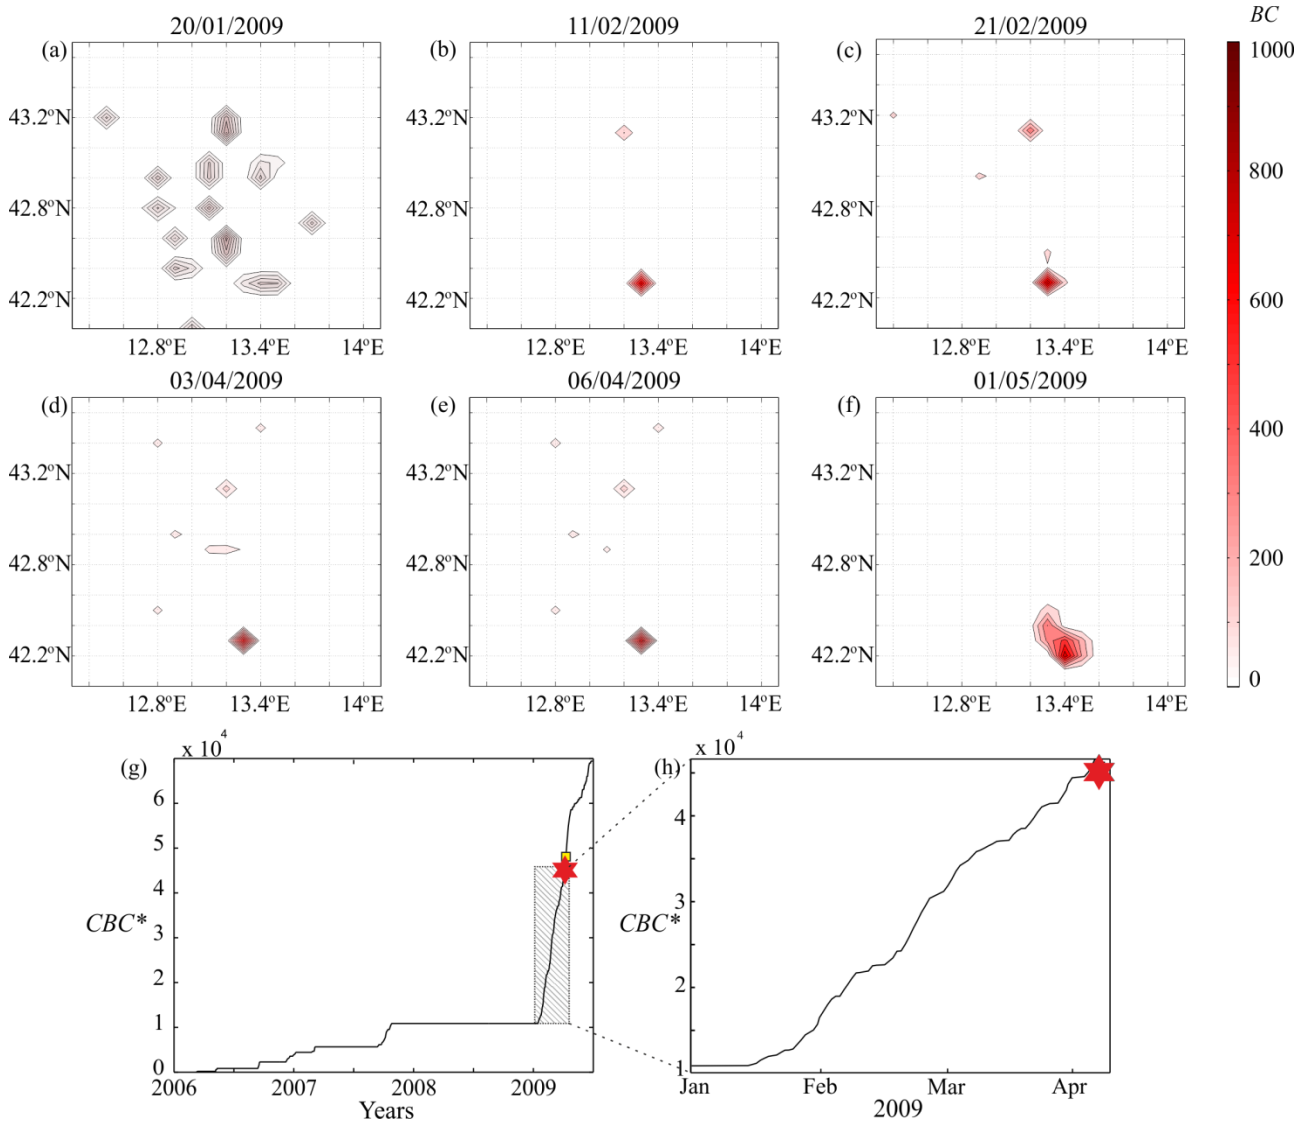 20/01/2009
11/02/2009
21/02/2009
BC
(a)
(b)
(c)
1000
800
600
400
200
0
43.2ºN
42.8ºN
42.2ºN
43.2ºN
42.8ºN
42.2ºN
43.2ºN
42.8ºN
42.2ºN
12.8ºE 13.4ºE 14ºE
12.8ºE 13.4ºE 14ºE
12.8ºE 13.4ºE 14ºE
03/04/2009
06/04/2009
01/05/2009
(d)
(e)
(f)
43.2ºN
42.8ºN
42.2ºN
43.2ºN
42.8ºN
42.2ºN
43.2ºN
42.8ºN
42.2ºN
12.8ºE 13.4ºE 14ºE
12.8ºE 13.4ºE 14ºE
12.8ºE 13.4ºE 14ºE
(g)
x 10⁴
6
5
4
3
2
1
0
CBC*
2006 2007 2008 2009
Years
(h)
x 10⁴
4
3
2
1
CBC*
Jan Feb Mar Apr
2009